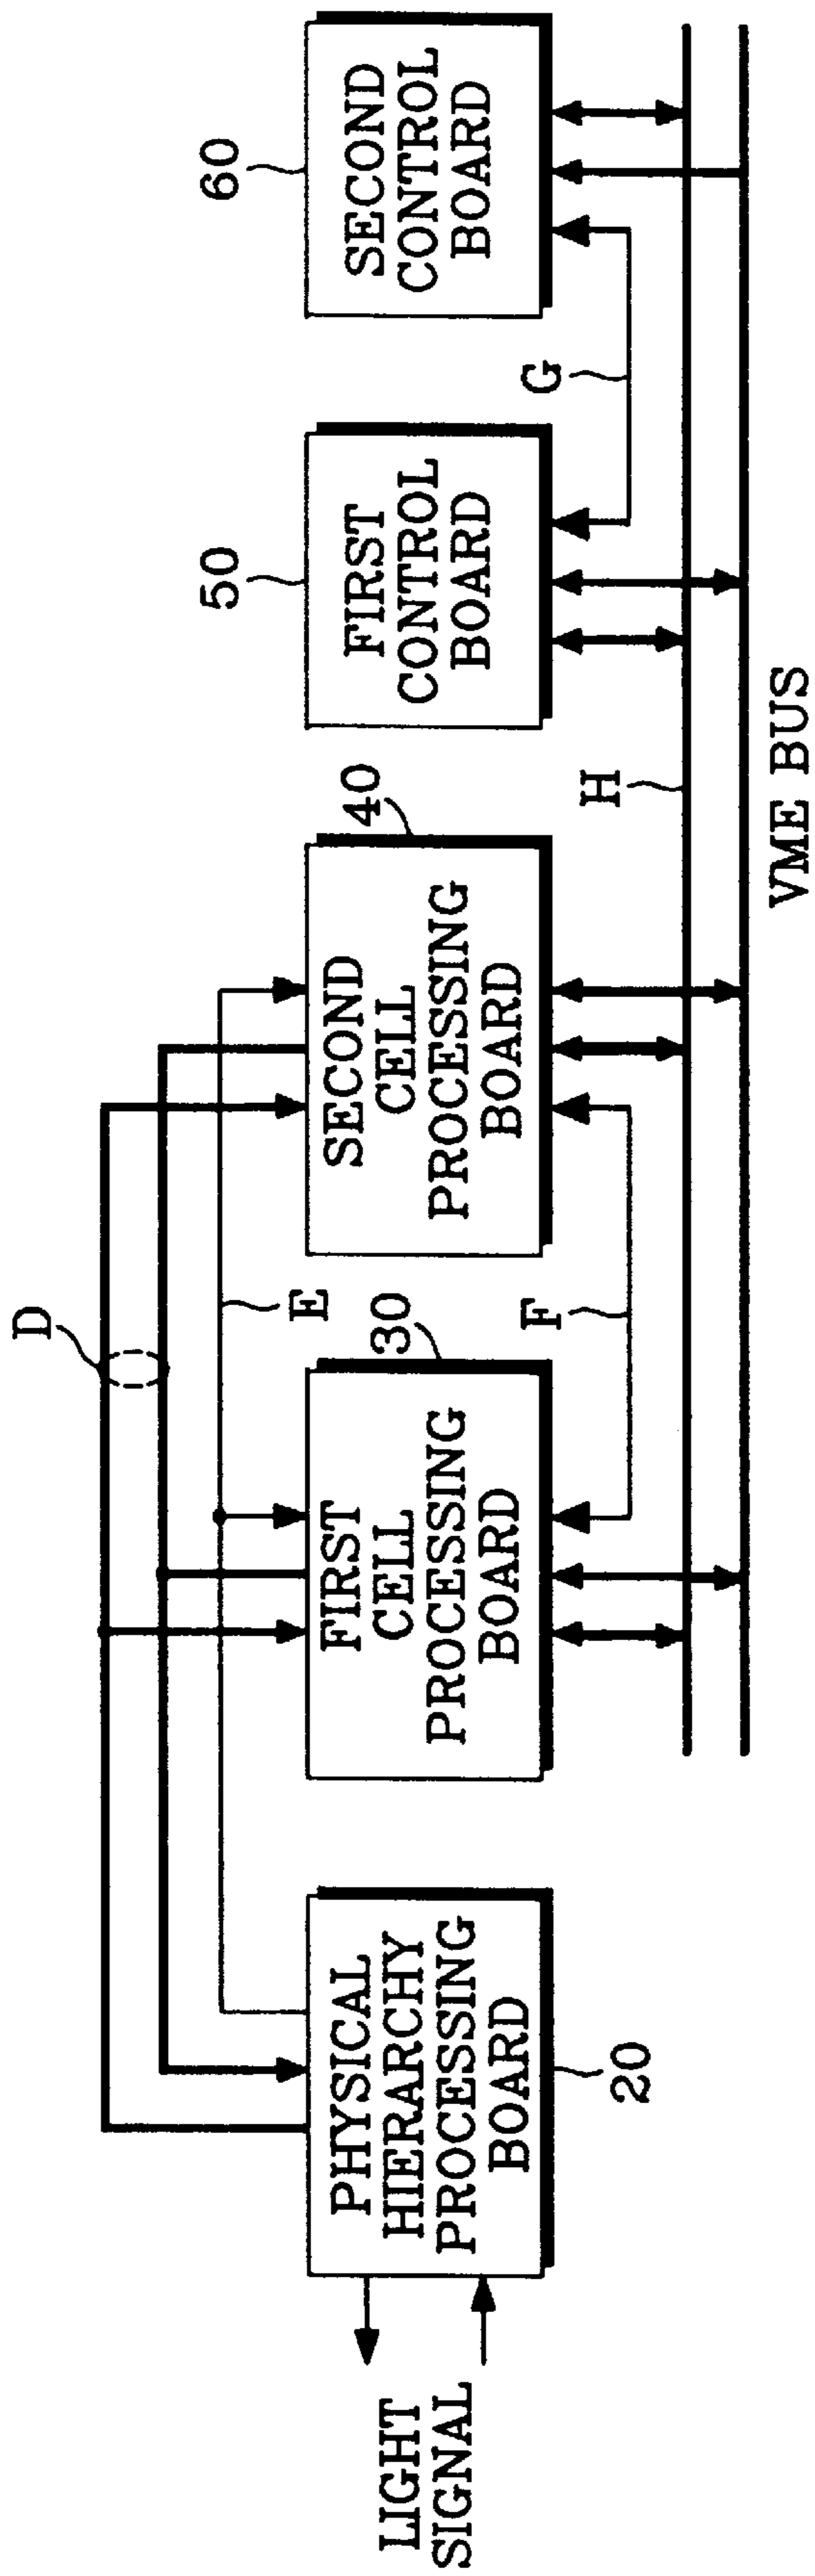 D
E
LIGHT
SIGNAL
PHYSICAL
HIERARCHY
PROCESSING
BOARD
20
FIRST
CELL
PROCESSING
BOARD
30
SECOND
CELL
PROCESSING
BOARD
40
FIRST
CONTROL
BOARD
50
SECOND
CONTROL
BOARD
60
F
G
H
VME BUS